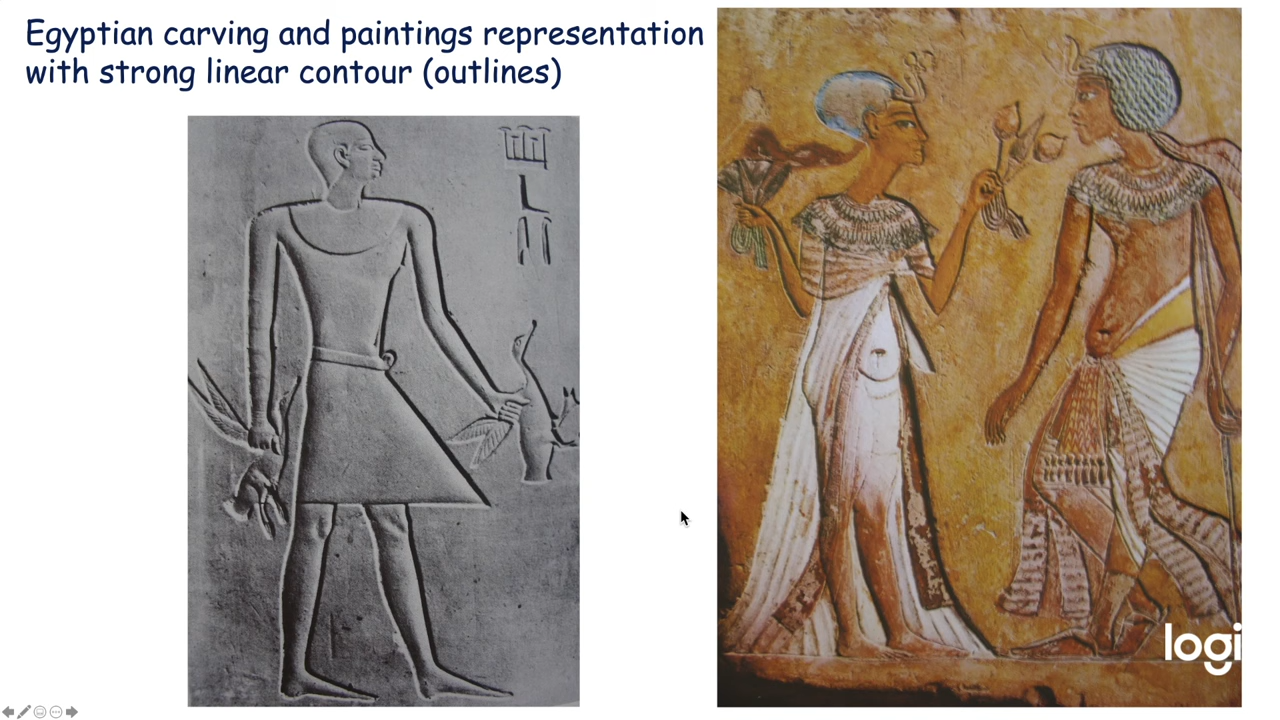 Egyptian carving and paintings representation
with strong linear contour (outlines)
logi